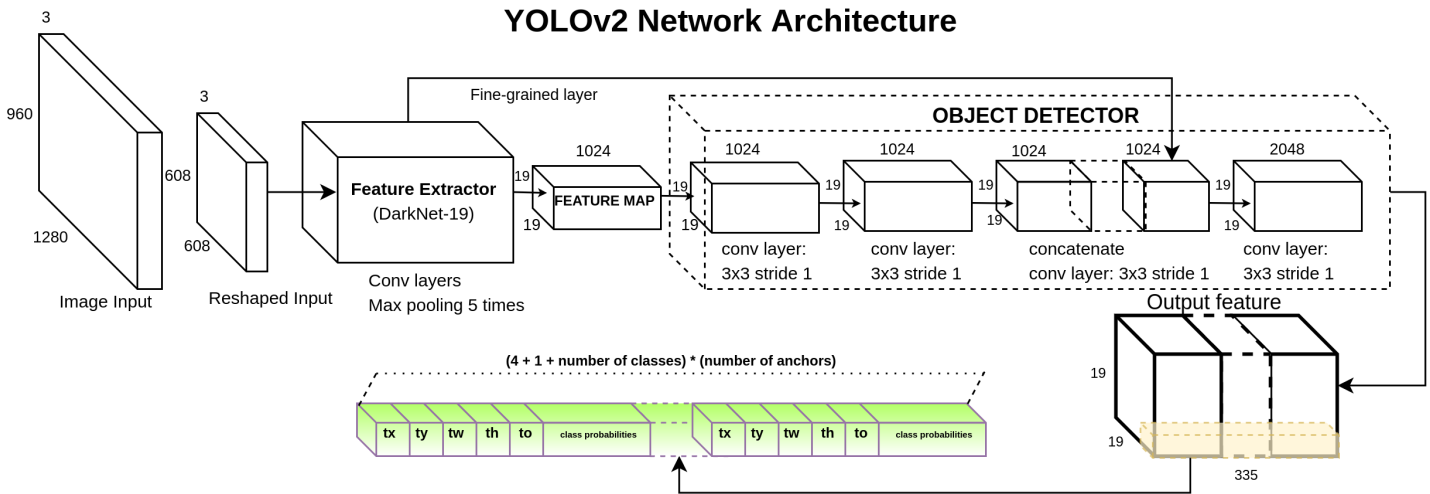 YOLOv2 Network Architecture
3
960
1280
Image Input
3
608
608
Reshaped Input
Fine-grained layer
Feature Extractor
(DarkNet-19)
Conv layers
Max pooling 5 times
1024
19
FEATURE MAP
19
OBJECT DETECTOR
1024
19
19
conv layer:
3x3 stride 1
1024
19
19
conv layer:
3x3 stride 1
1024
19
19
1024
concatenate
conv layer: 3x3 stride 1
2048
19
19
conv layer:
3x3 stride 1
Output feature
19
19
335
(4 + 1 + number of classes) * (number of anchors)
tx ty tw th to class probabilities tx ty tw th to class probabilities